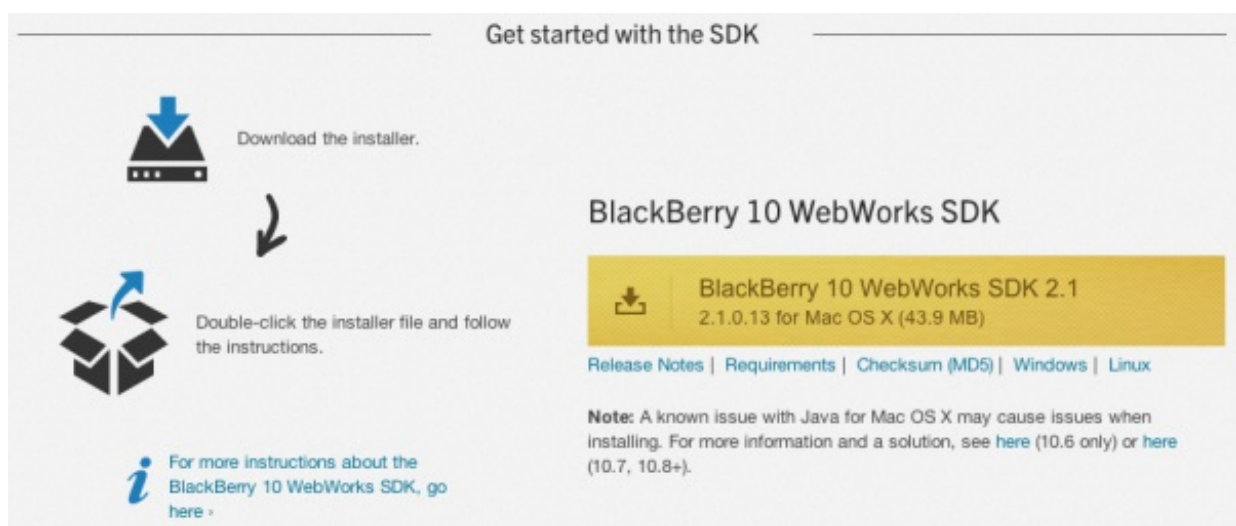 Get started with the SDK
Download the installer.
Double-click the installer file and follow
the instructions.
For more instructions about the
BlackBerry 10 WebWorks SDK, go
here ›
BlackBerry 10 WebWorks SDK
BlackBerry 10 WebWorks SDK 2.1
2.1.0.13 for Mac OS X (43.9 MB)
Release Notes | Requirements | Checksum (MD5) | Windows | Linux
Note: A known issue with Java for Mac OS X may cause issues when
installing. For more information and a solution, see here (10.6 only) or here
(10.7, 10.8+).